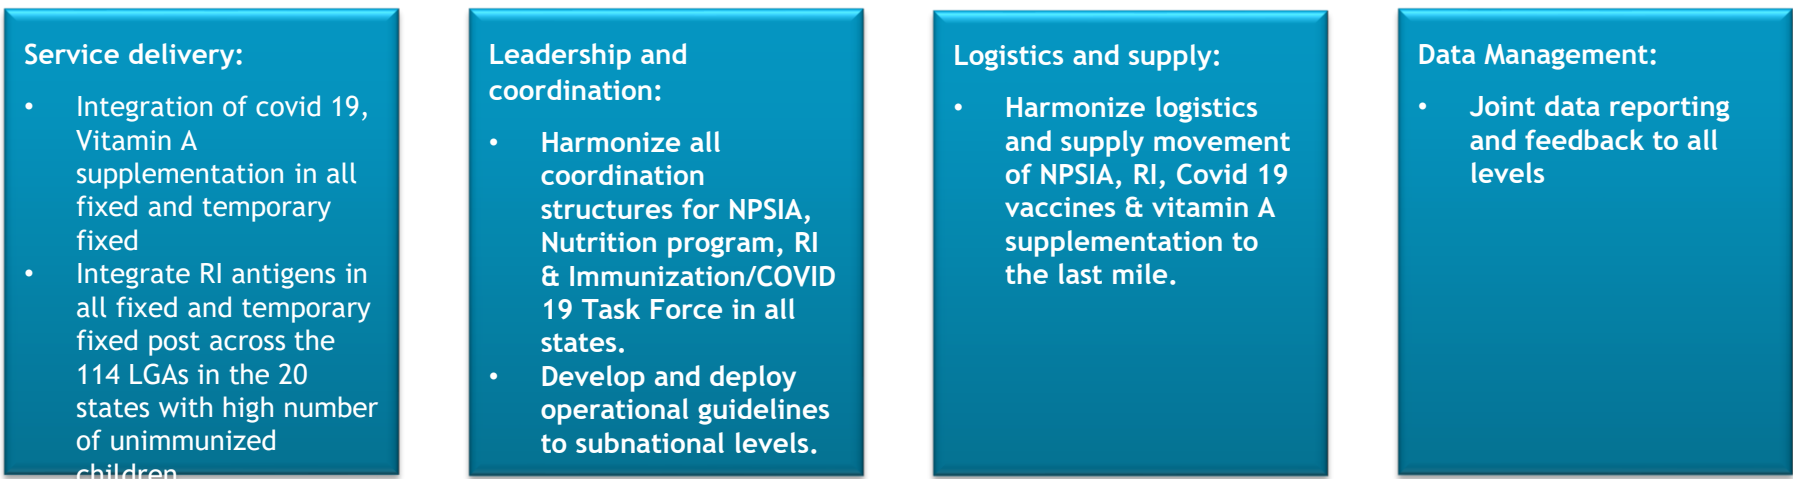 Service delivery:
• Integration of covid 19,
Vitamin A
supplementation in all
fixed and temporary
fixed
• Integrate RI antigens in
all fixed and temporary
fixed post across the
114 LGAs in the 20
states with high number
of unimmunized
children
Leadership and
coordination:
• Harmonize all
coordination
structures for NPSIA,
Nutrition program, RI
& Immunization/COVID
19 Task Force in all
states.
• Develop and deploy
operational guidelines
to subnational levels.
Logistics and supply:
• Harmonize logistics
and supply movement
of NPSIA, RI, Covid 19
vaccines & vitamin A
supplementation to
the last mile.
Data Management:
• Joint data reporting
and feedback to all
levels